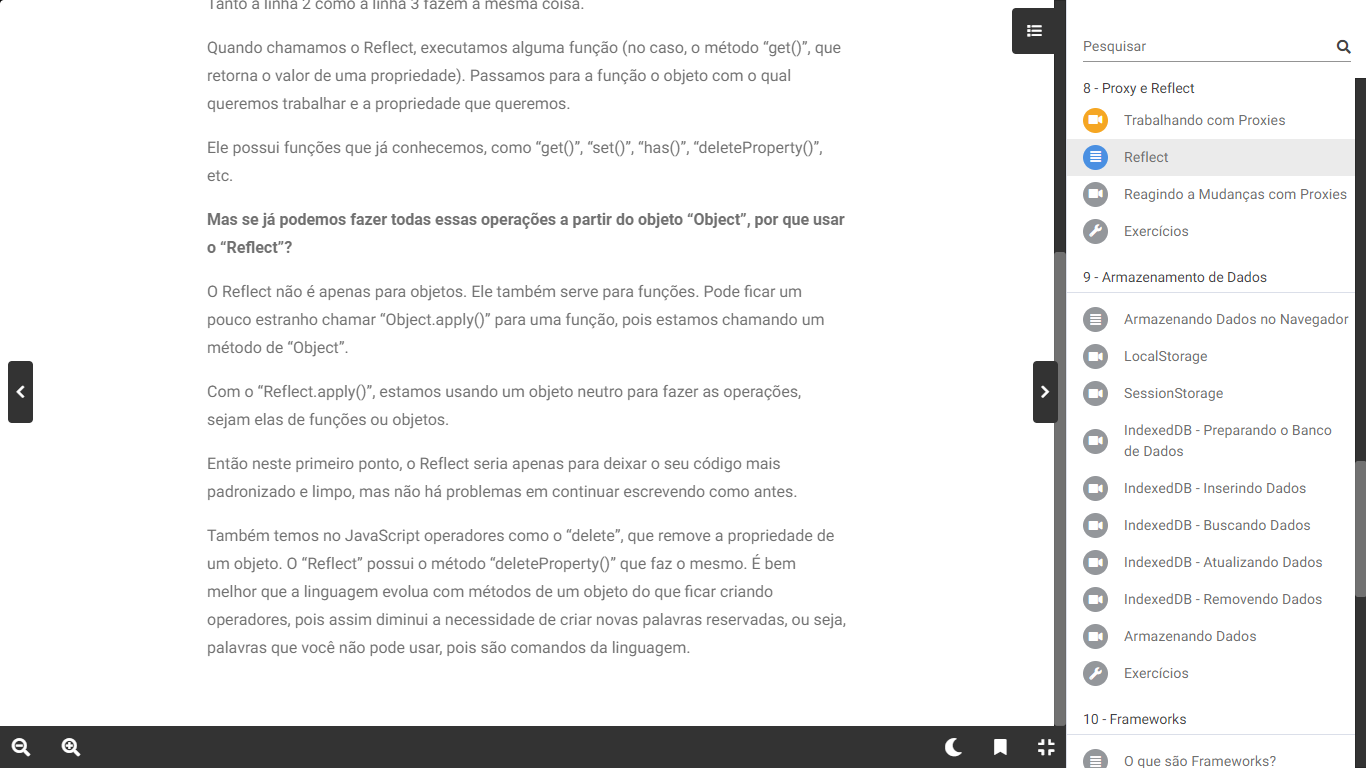 Tanto a linha 2 como a linha 3 fazem a mesma coisa.
Quando chamamos o Reflect, executamos alguma função (no caso, o método “get()”, que
retorna o valor de uma propriedade). Passamos para a função o objeto com o qual
queremos trabalhar e a propriedade que queremos.
Ele possui funções que já conhecemos, como “get()”, “set()”, “has()”, “deleteProperty()”,
etc.
Mas se já podemos fazer todas essas operações a partir do objeto “Object”, por que usar
o “Reflect”?
O Reflect não é apenas para objetos. Ele também serve para funções. Pode ficar um
pouco estranho chamar “Object.apply()” para uma função, pois estamos chamando um
método de “Object”.
Com o “Reflect.apply()”, estamos usando um objeto neutro para fazer as operações,
sejam elas de funções ou objetos.
Então neste primeiro ponto, o Reflect seria apenas para deixar o seu código mais
padronizado e limpo, mas não há problemas em continuar escrevendo como antes.
Também temos no JavaScript operadores como o “delete”, que remove a propriedade de
um objeto. O “Reflect” possui o método “deleteProperty()” que faz o mesmo. É bem
melhor que a linguagem evolua com métodos de um objeto do que ficar criando
operadores, pois assim diminui a necessidade de criar novas palavras reservadas, ou seja,
palavras que você não pode usar, pois são comandos da linguagem.
Pesquisar
8 - Proxy e Reflect
Trabalhando com Proxies
Reflect
Reagindo a Mudanças com Proxies
Exercícios
9 - Armazenamento de Dados
Armazenando Dados no Navegador
LocalStorage
SessionStorage
IndexedDB - Preparando o Banco
de Dados
IndexedDB - Inserindo Dados
IndexedDB - Buscando Dados
IndexedDB - Atualizando Dados
IndexedDB - Removendo Dados
Armazenando Dados
Exercícios
10 - Frameworks
O que são Frameworks?